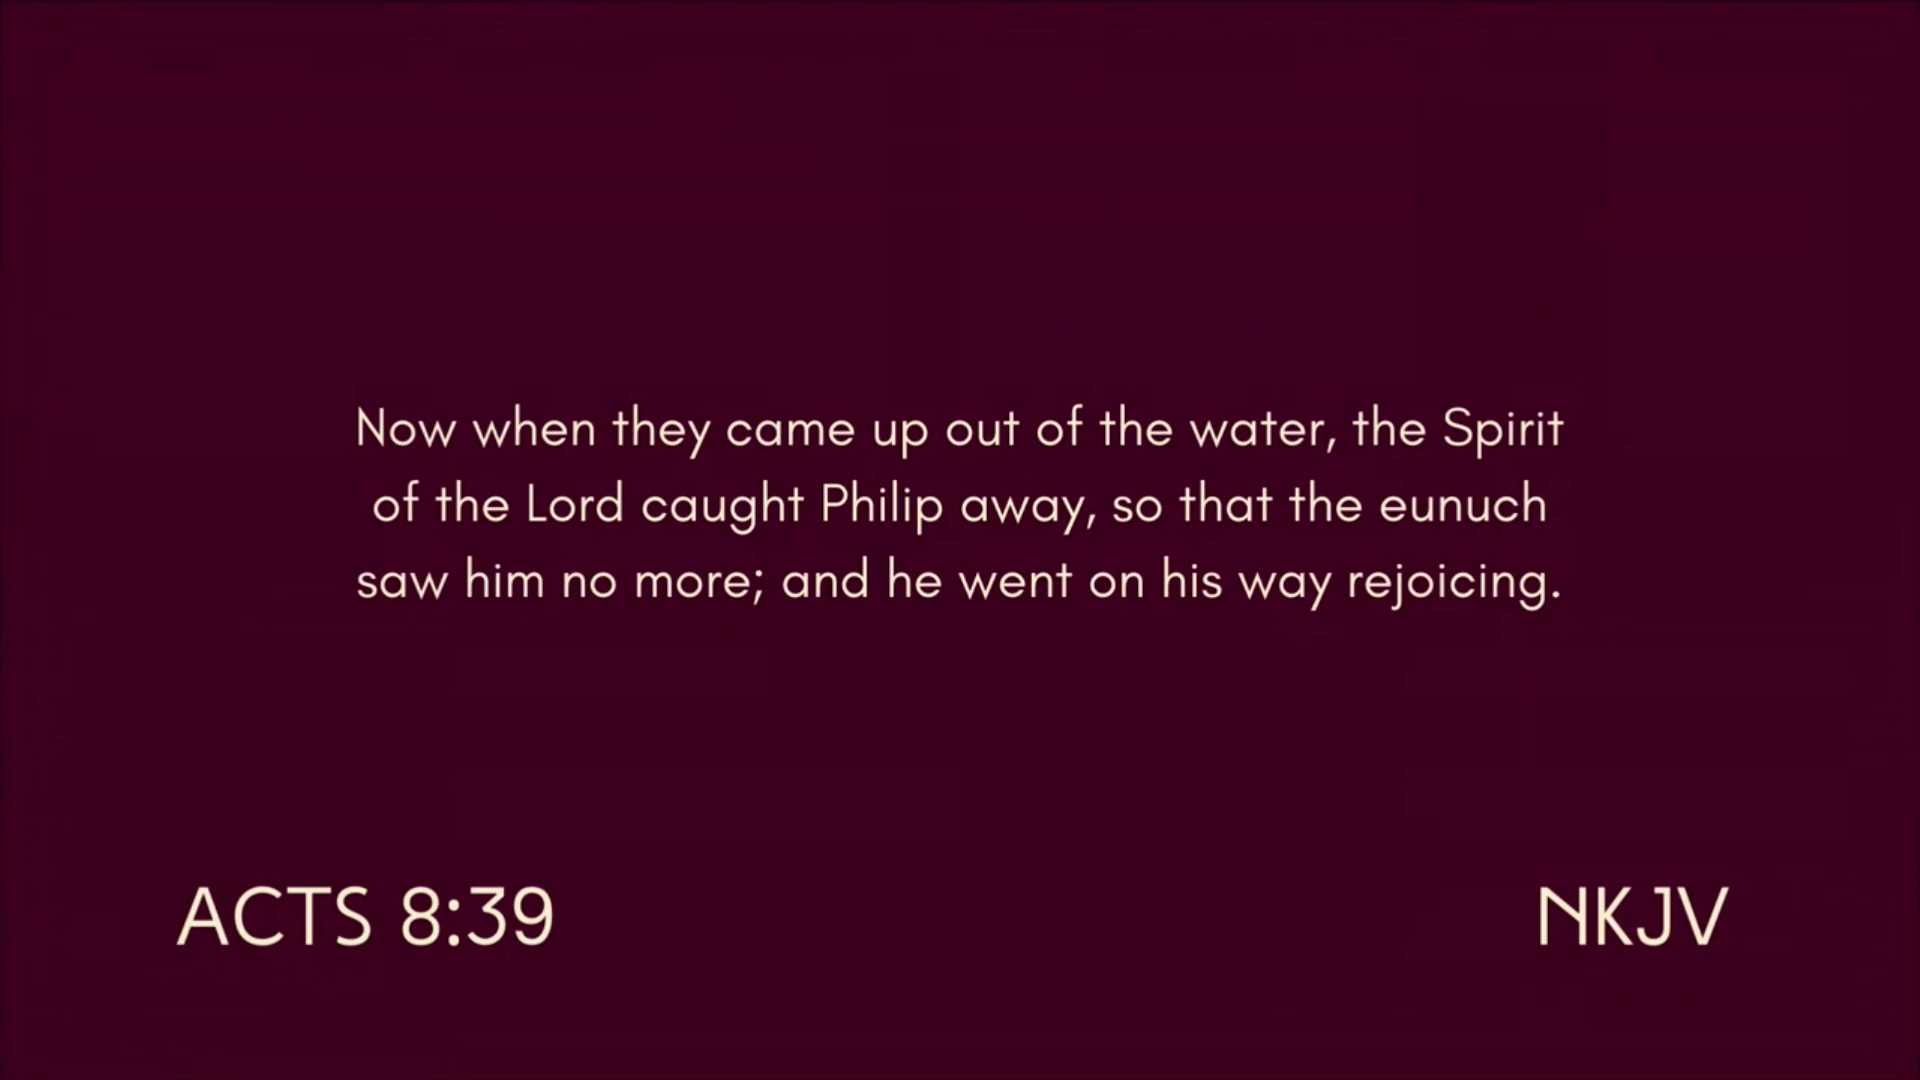 Now when they came up out of the water, the Spirit
of the Lord caught Philip away, so that the eunuch
saw him no more; and he went on his way rejoicing.
ACTS 8:39
NKJV